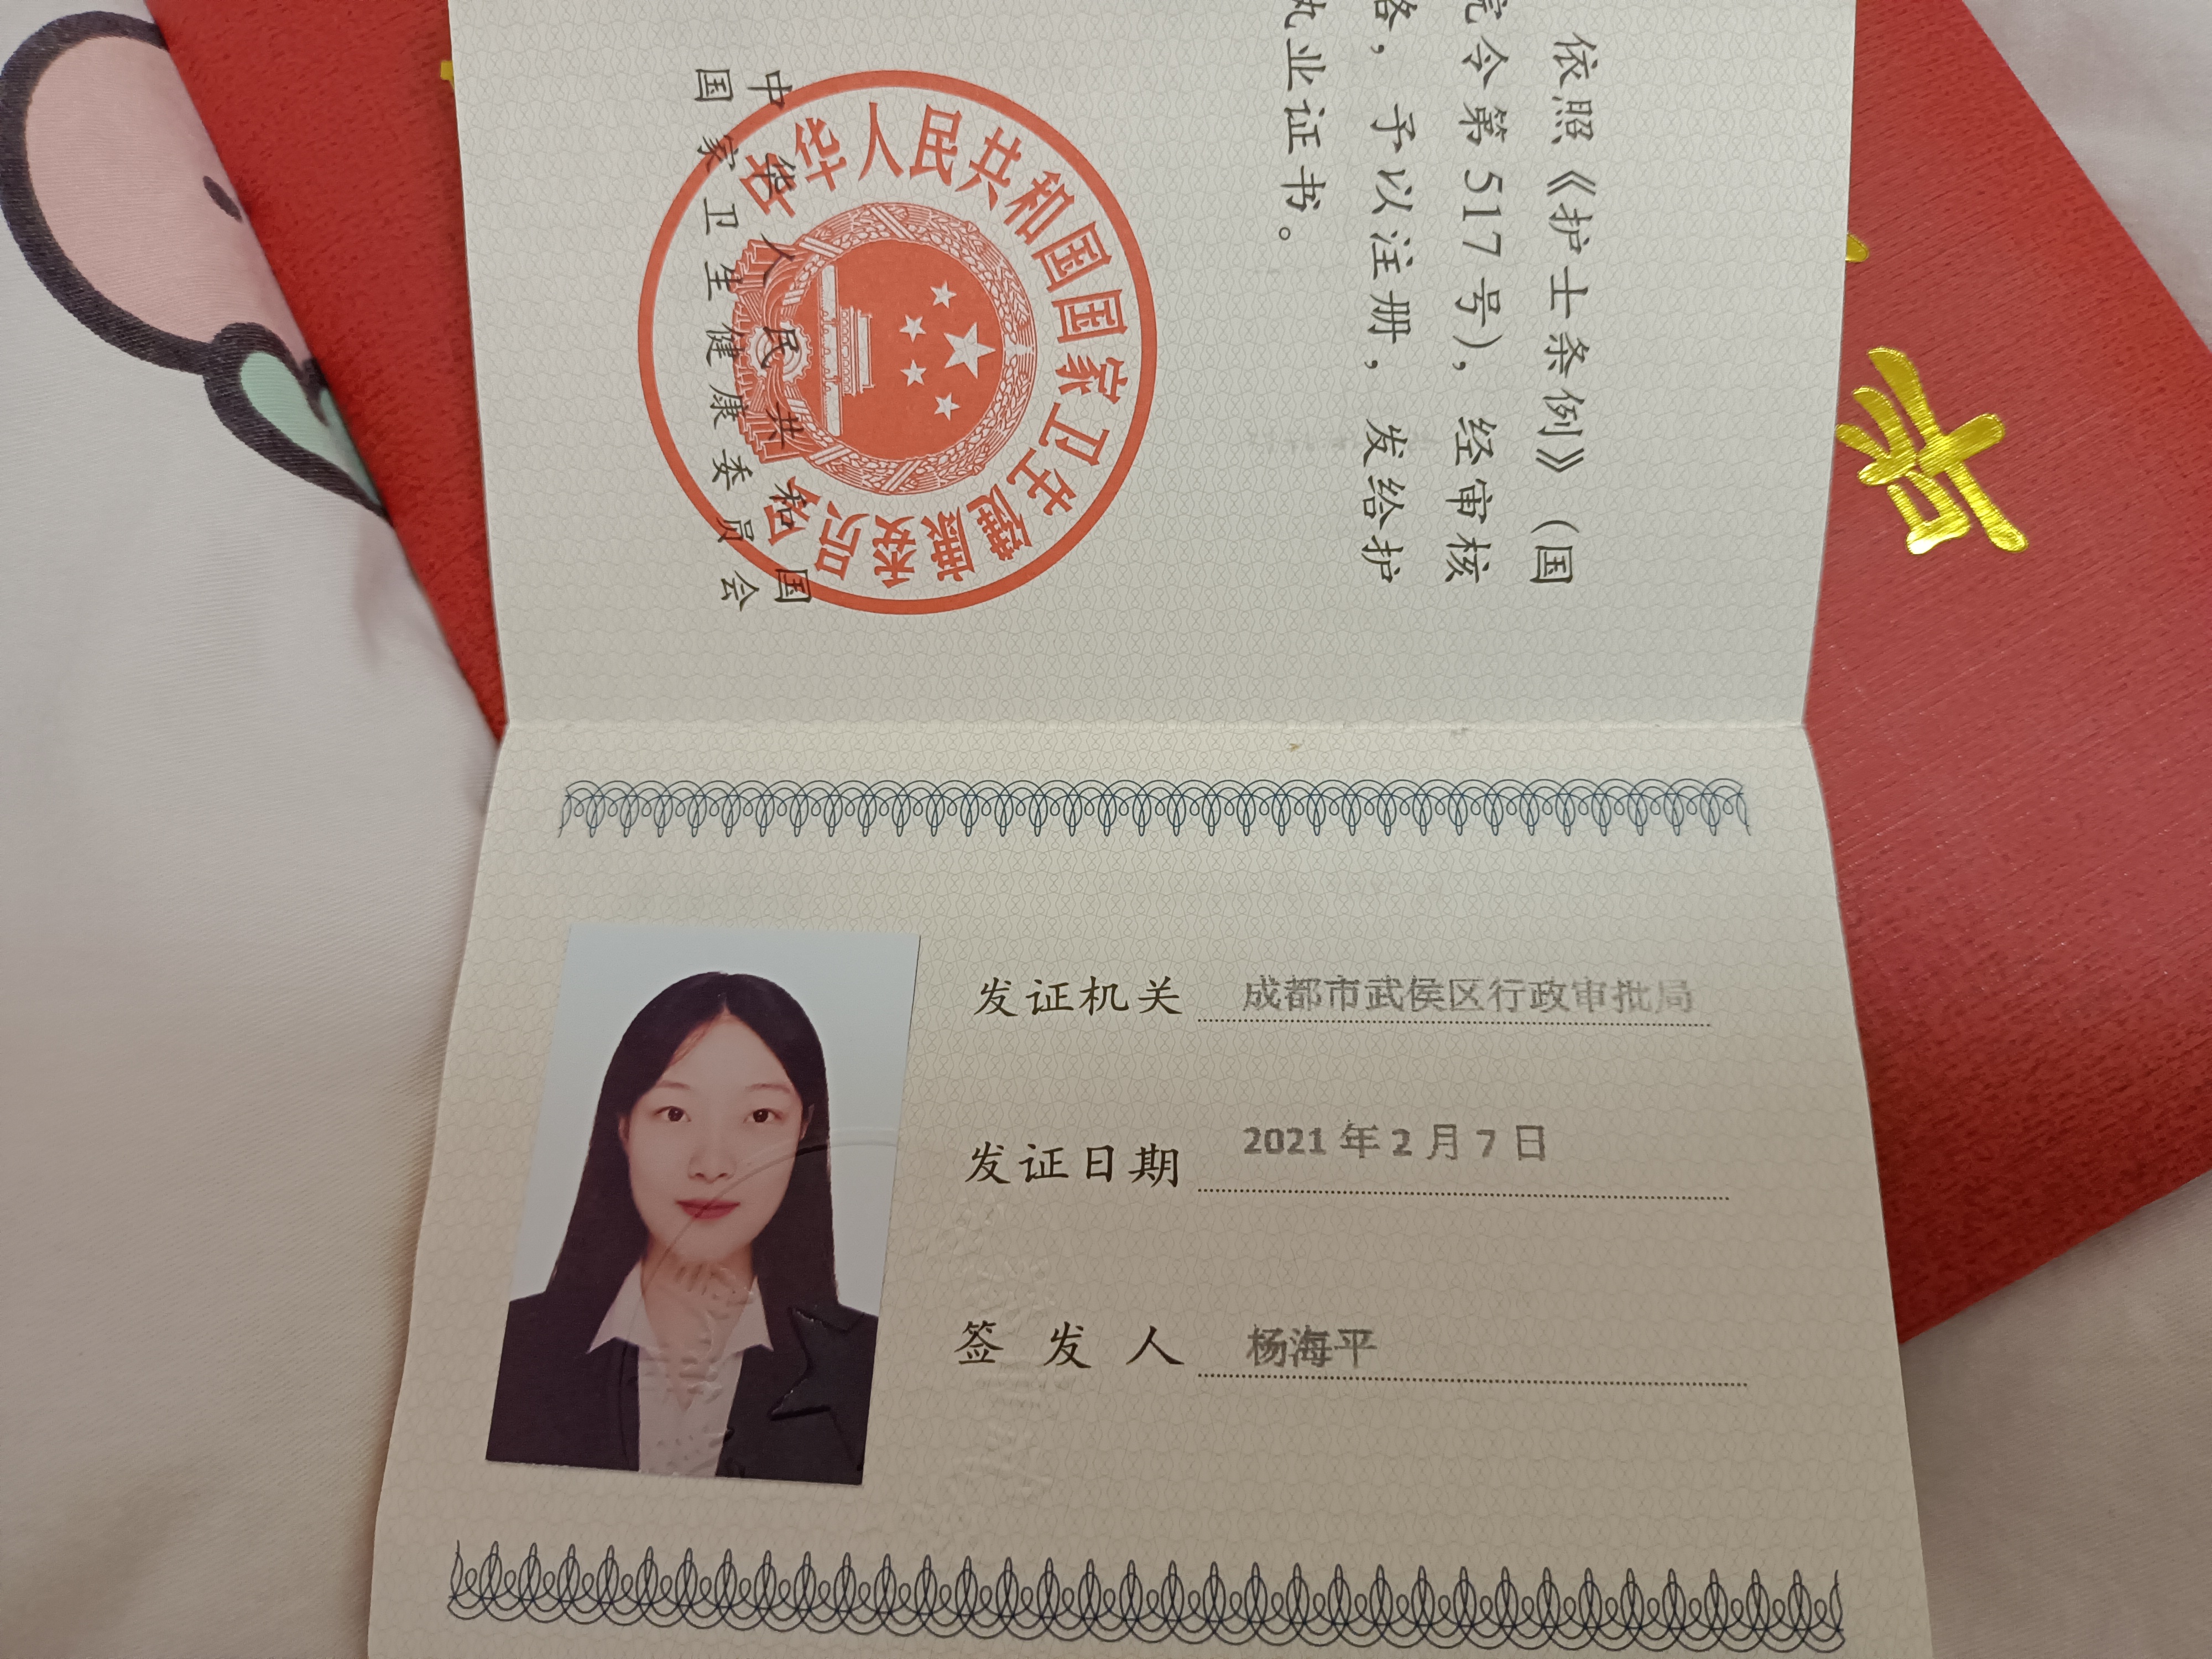 依照《护士条例》（国
院令第517号），经审核
格，予以注册，发给护
执业证书。
中华人民共和国
国家卫生健康委员会
中华人民共和国国家卫生健康委员会
发证机关 成都市武侯区行政审批局
发证日期 2021年2月7日
签发人 杨海平